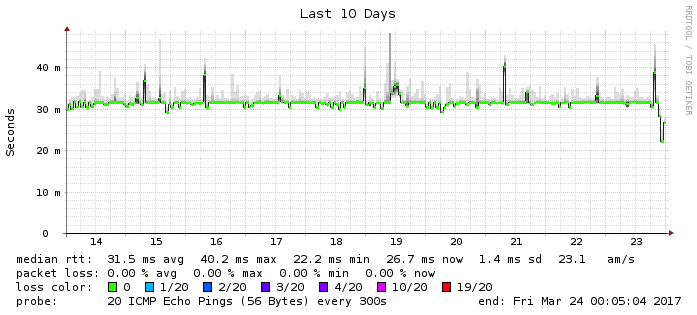 Last 10 Days
RRDTOOL / TOBI OETIKER
Seconds
40 m
30 m
20 m
10 m
0
14 15 16 17 18 19 20 21 22 23
median rtt: 31.5 ms avg 40.2 ms max 22.2 ms min 26.7 ms now 1.4 ms sd 23.1 am/s
packet loss: 0.00 % avg 0.00 % max 0.00 % min 0.00 % now
loss color: 0 1/20 2/20 3/20 4/20 10/20 19/20
probe: 20 ICMP Echo Pings (56 Bytes) every 300s end: Fri Mar 24 00:05:04 2017